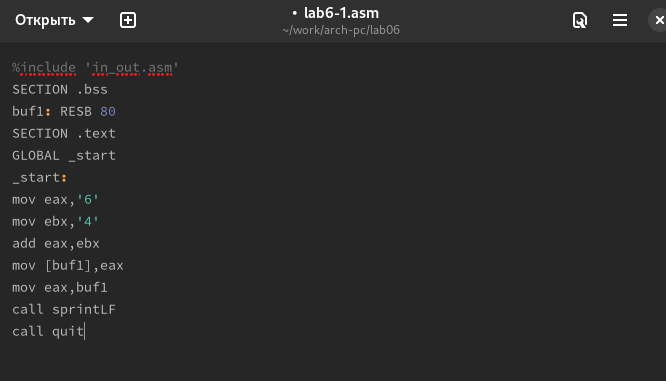 Открыть
• lab6-1.asm
~/work/arch-pc/lab06
%include 'in_out.asm'
SECTION .bss
buf1: RESB 80
SECTION .text
GLOBAL _start
_start:
mov eax,'6'
mov ebx,'4'
add eax,ebx
mov [buf1],eax
mov eax,buf1
call sprintLF
call quit